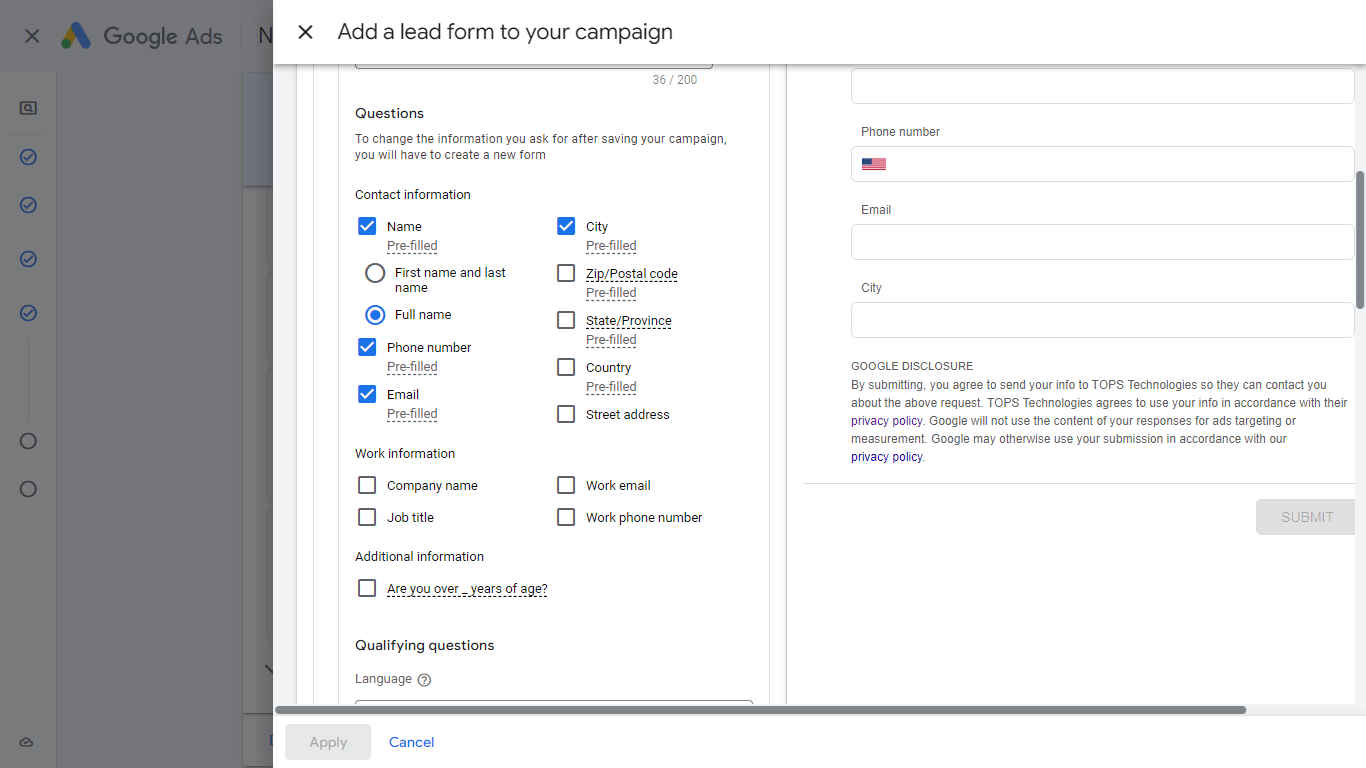 Google Ads
N
Add a lead form to your campaign
36 / 200
Questions
To change the information you ask for after saving your campaign,
you will have to create a new form
Contact information
Name
Pre-filled
First name and last
name
Full name
Phone number
Pre-filled
Email
Pre-filled
City
Pre-filled
Zip/Postal code
Pre-filled
State/Province
Pre-filled
Country
Pre-filled
Street address
Work information
Company name
Work email
Job title
Work phone number
Additional information
Are you over _ years of age?
Qualifying questions
Language
Phone number
Email
City
GOOGLE DISCLOSURE
By submitting, you agree to send your info to TOPS Technologies so they can contact you
about the above request. TOPS Technologies agrees to use your info in accordance with their
privacy policy. Google will not use the content of your responses for ads targeting or
measurement. Google may otherwise use your submission in accordance with our
privacy policy.
SUBMIT
Apply
Cancel